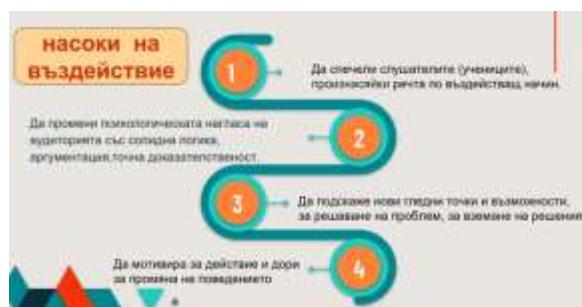 насоки на
въздействие
1
Да спечели слушателите (учениците),
произнасяйки речта по въздействащ начин.
Да промени психологическата нагласа на
аудиторията със солидна логика,
аргументация,точна доказателственост.
2
3
Да подскаже нови гледни точки и възможности,
за решаване на проблем, за вземане на решения
Да мотивира за действие и дори
за промяна на поведението
4